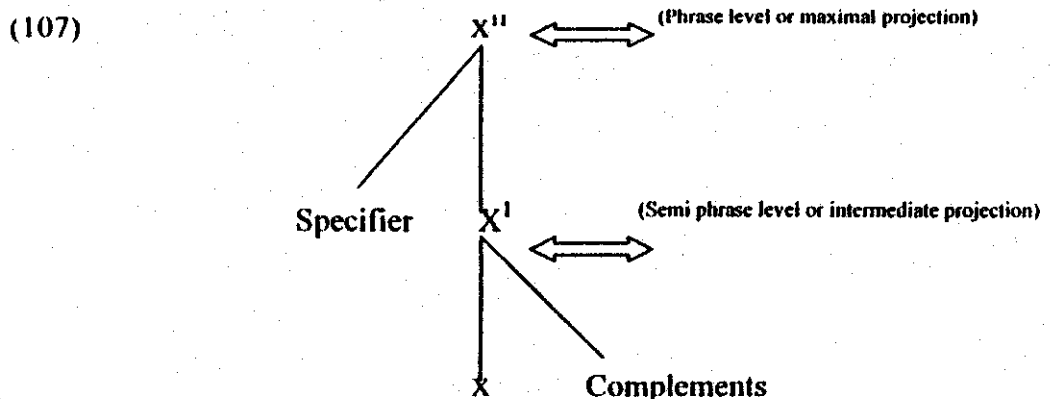 (107)
X" (Phrase level or maximal projection)
Specifier X' (Semi phrase level or intermediate projection)
X Complements